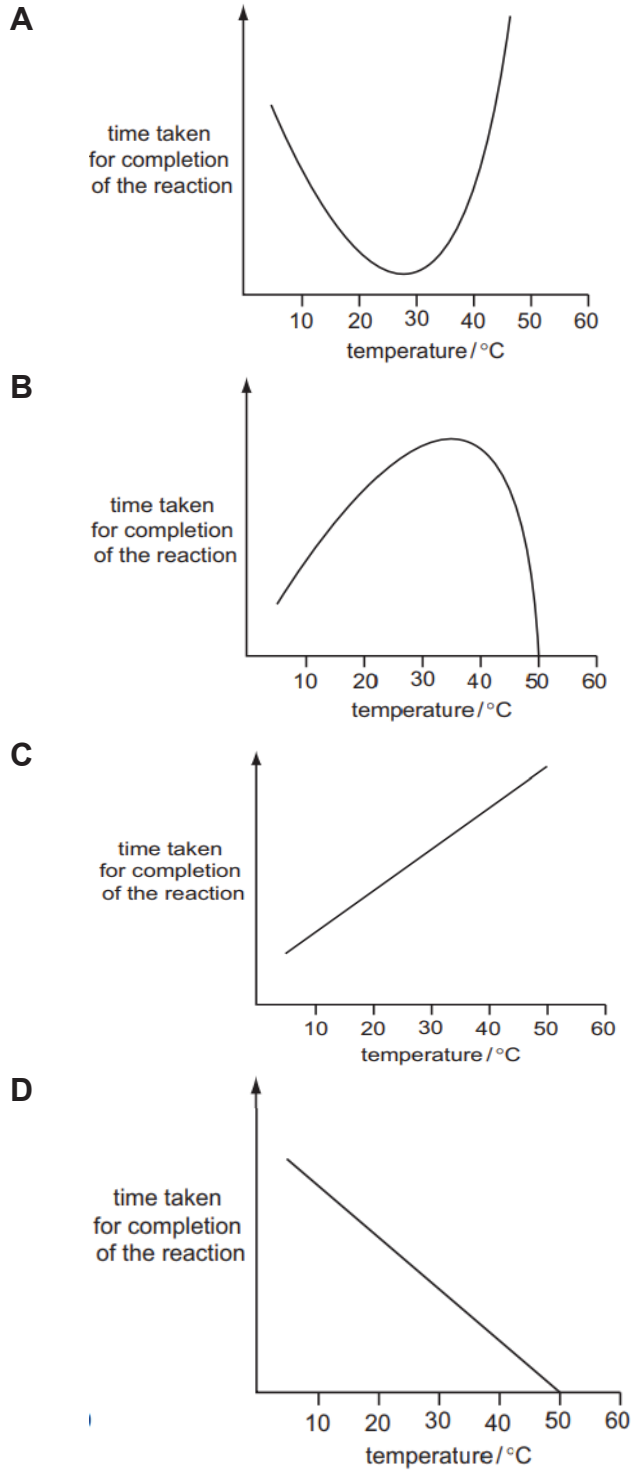 A
time taken
for completion
of the reaction
10 20 30 40 50 60
temperature/°C
B
time taken
for completion
of the reaction
10 20 30 40 50 60
temperature/°C
C
time taken
for completion
of the reaction
10 20 30 40 50 60
temperature/°C
D
time taken
for completion
of the reaction
10 20 30 40 50 60
temperature/°C